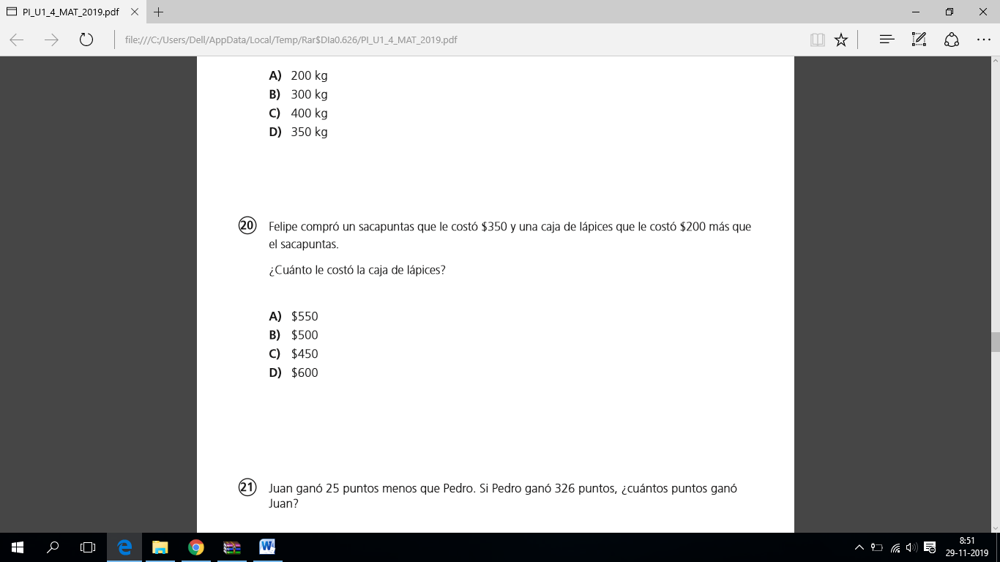 PI_U1_4_MAT_2019.pdf
file:///C:/Users/Dell/AppData/Local/Temp/Rar$DIa0.626/PI_U1_4_MAT_2019.pdf
A) 200 kg
B) 300 kg
C) 400 kg
D) 350 kg
20 Felipe compró un sacapuntas que le costó $350 y una caja de lápices que le costó $200 más que
el sacapuntas.
¿Cuánto le costó la caja de lápices?
A) $550
B) $500
C) $450
D) $600
21 Juan ganó 25 puntos menos que Pedro. Si Pedro ganó 326 puntos, ¿cuántos puntos ganó
Juan?
8:51
29-11-2019